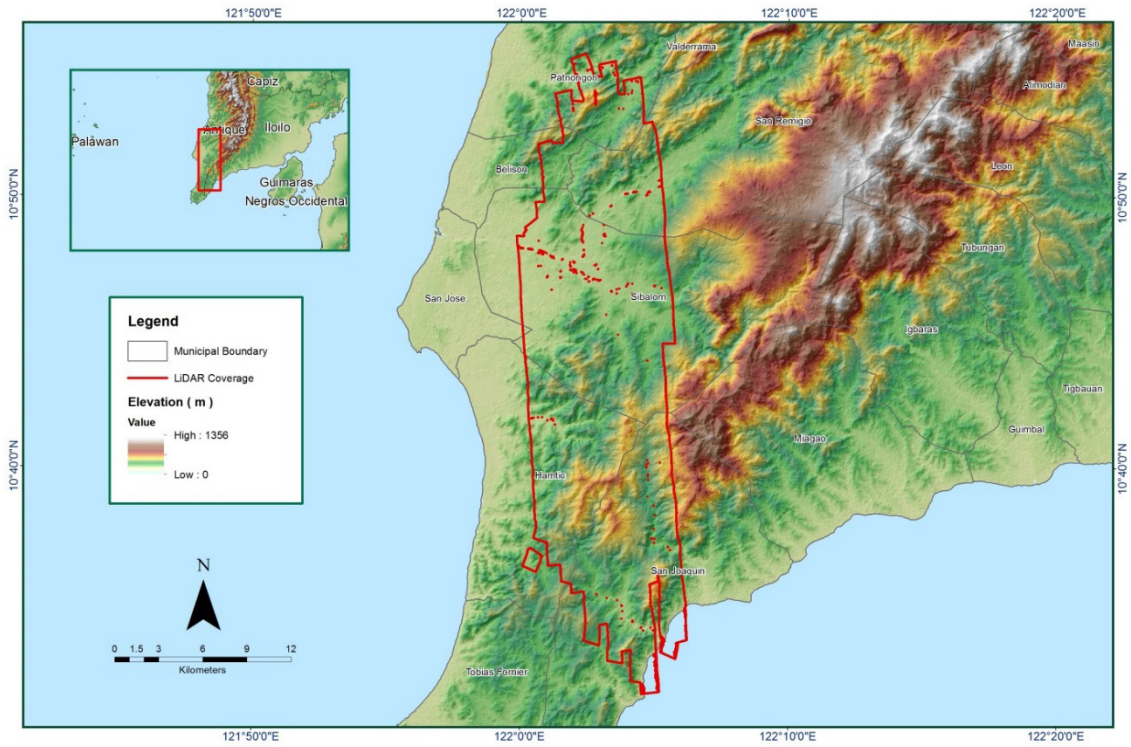 121°50'0"E
122°0'0"E
122°10'0"E
122°20'0"E
10°50'0"N
10°40'0"N
Capiz
Antique
Iloilo
Palawan
Guimaras
Negros Occidental
Legend
Municipal Boundary
LiDAR Coverage
Elevation ( m )
Value
High : 1356
Low : 0
N
0 1.5 3 6 9 12
Kilometers
Valderrama
Maasin
Patnongon
Alimodian
San Remigio
Leon
Belison
Tubungan
San Jose
Sibalom
Igbaras
Tigbauan
Guimbal
Miagao
Hamtic
San Joaquin
Tobias Fornier
10°50'0"N
10°40'0"N
121°50'0"E
122°0'0"E
122°10'0"E
122°20'0"E